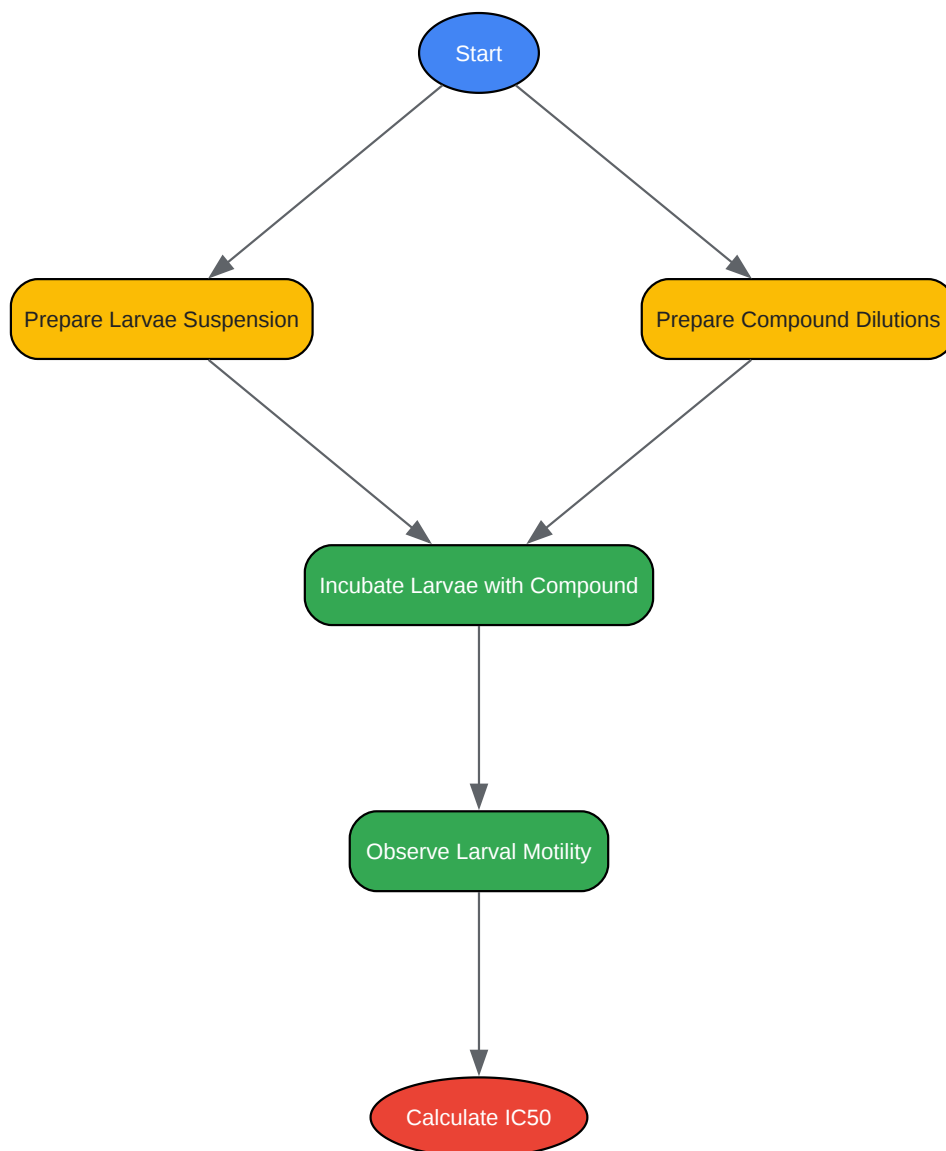 Start
Prepare Larvae Suspension
Prepare Compound Dilutions
Incubate Larvae with Compound
Observe Larval Motility
Calculate IC50